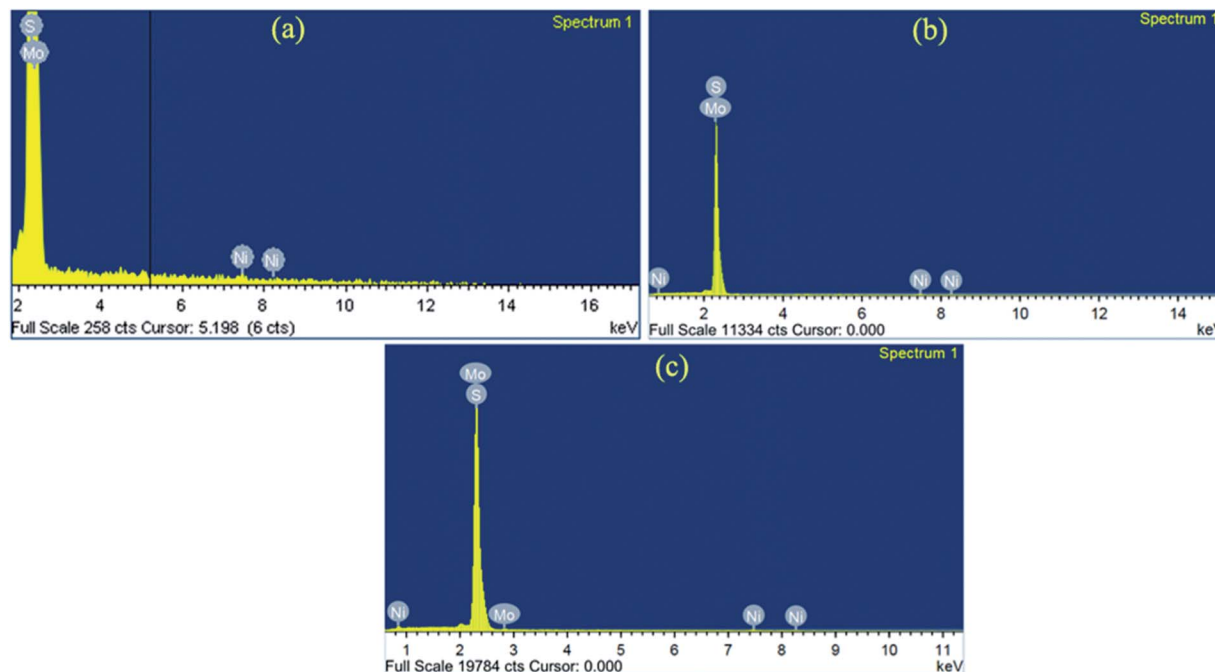 (a) Spectrum 1
S
Mo
Ni Ni
2 4 6 8 10 12 14 16
Full Scale 258 cts Cursor: 5.198 (6 cts) keV
(b) Spectrum 1
S
Mo
Ni Ni Ni
2 4 6 8 10 12 14
Full Scale 11334 cts Cursor: 0.000 keV
(c) Spectrum 1
Mo
S
Ni Mo Ni Ni
1 2 3 4 5 6 7 8 9 10 11
Full Scale 19784 cts Cursor: 0.000 keV